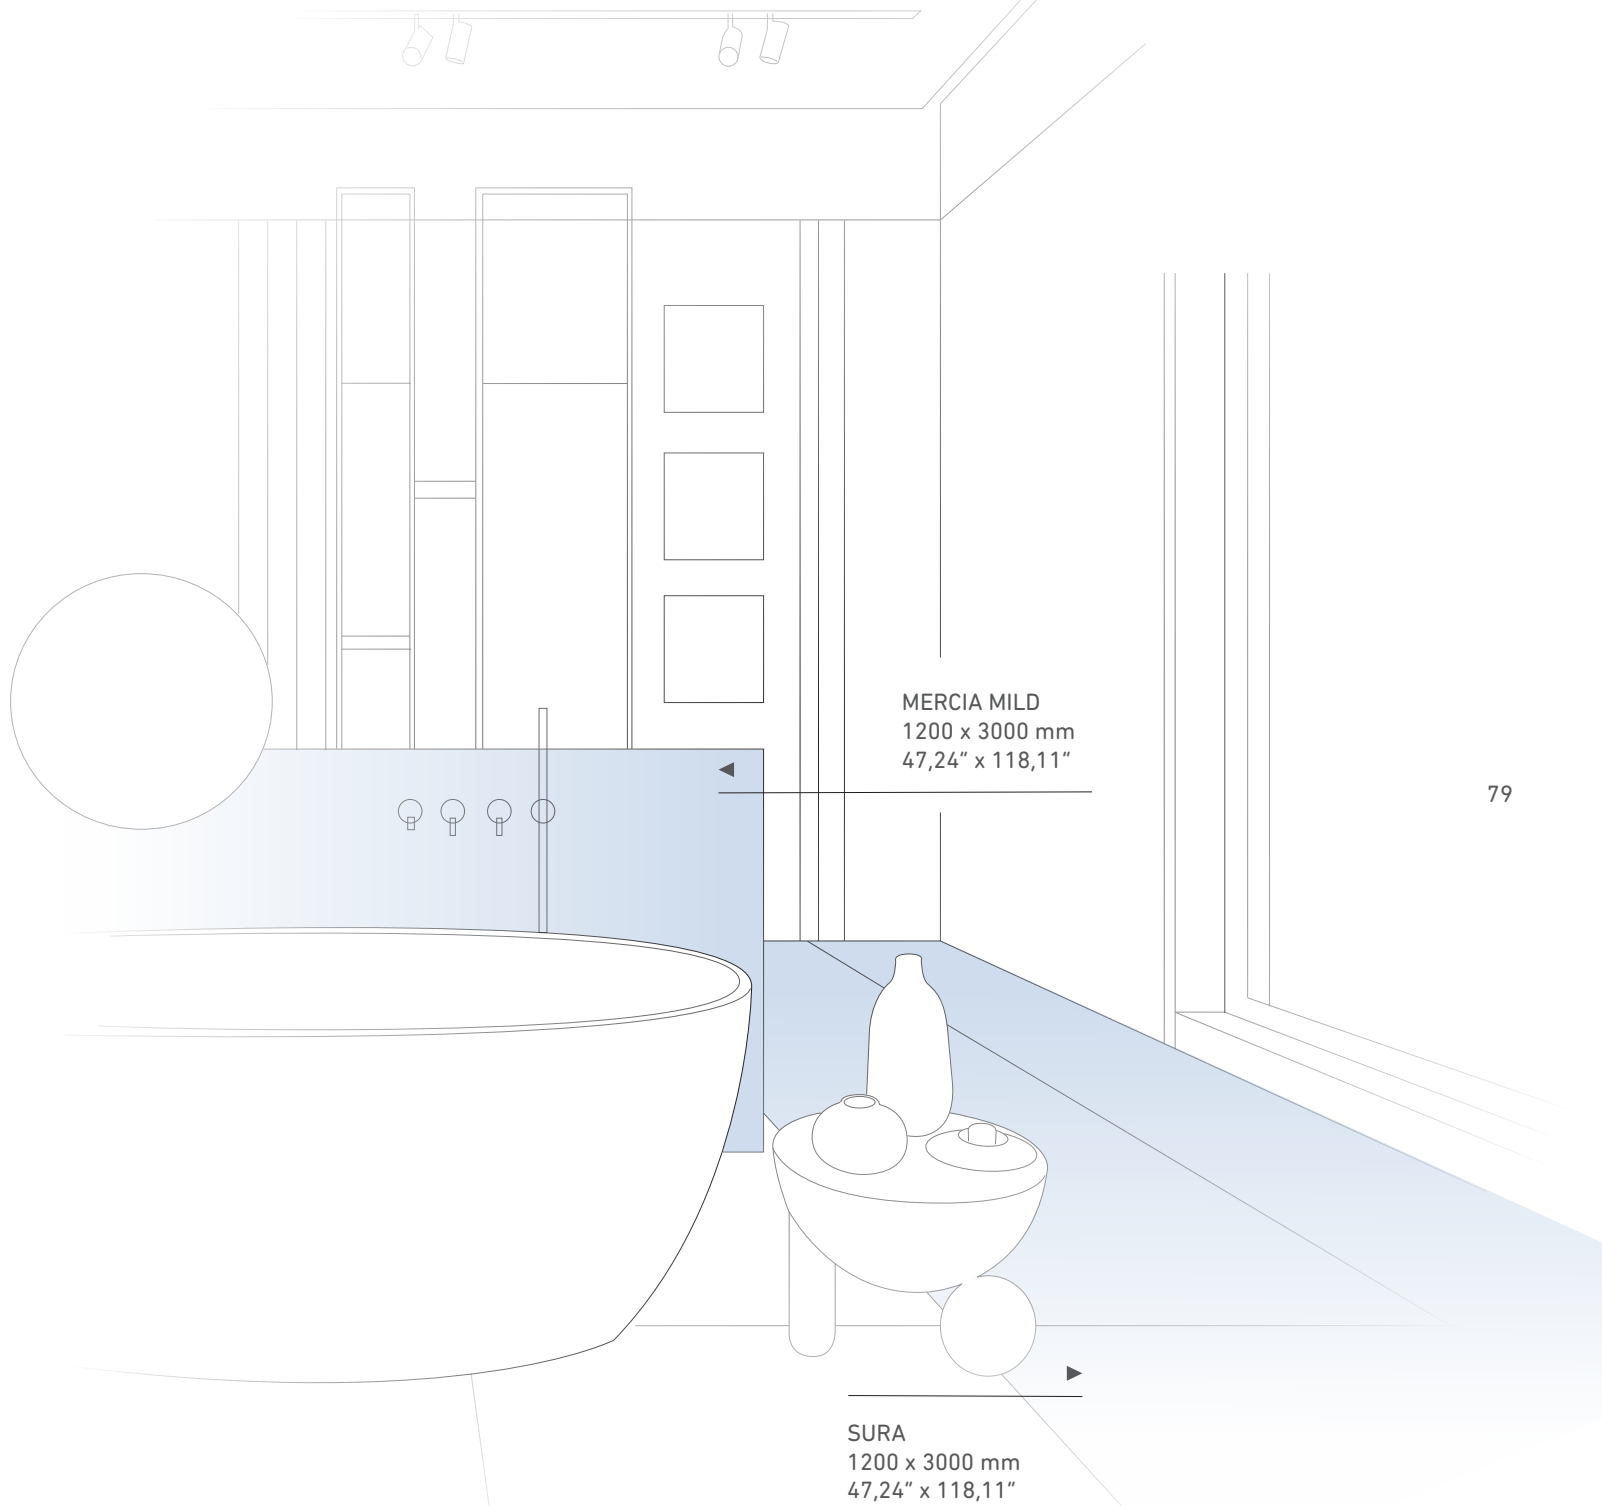 MERCIA MILD
1200 x 3000 mm
47,24” x 118,11”
79
SURA
1200 x 3000 mm
47,24” x 118,11”